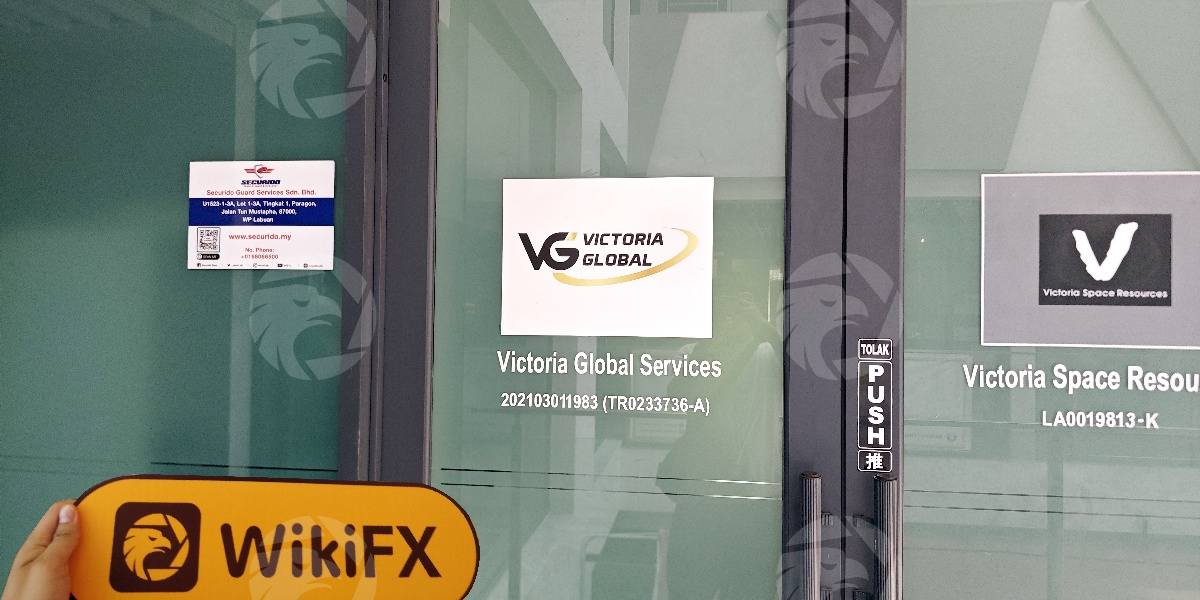 SECURIDO
Securido Guard Services Sdn. Bhd.
U1523-1-3A, Lot 1-3A, Tingkat 1, Paragon,
Jalan Tun Mustapha, 87000,
WP Labuan
www.securido.my
No. Phone:
VG VICTORIA
GLOBAL
Victoria Global Services
202103011983 (TR0233736-A)
TOLAK
PUSH
推
V
Victoria Space Resources
Victoria Space Resou
LA0019813-K
WikiFX